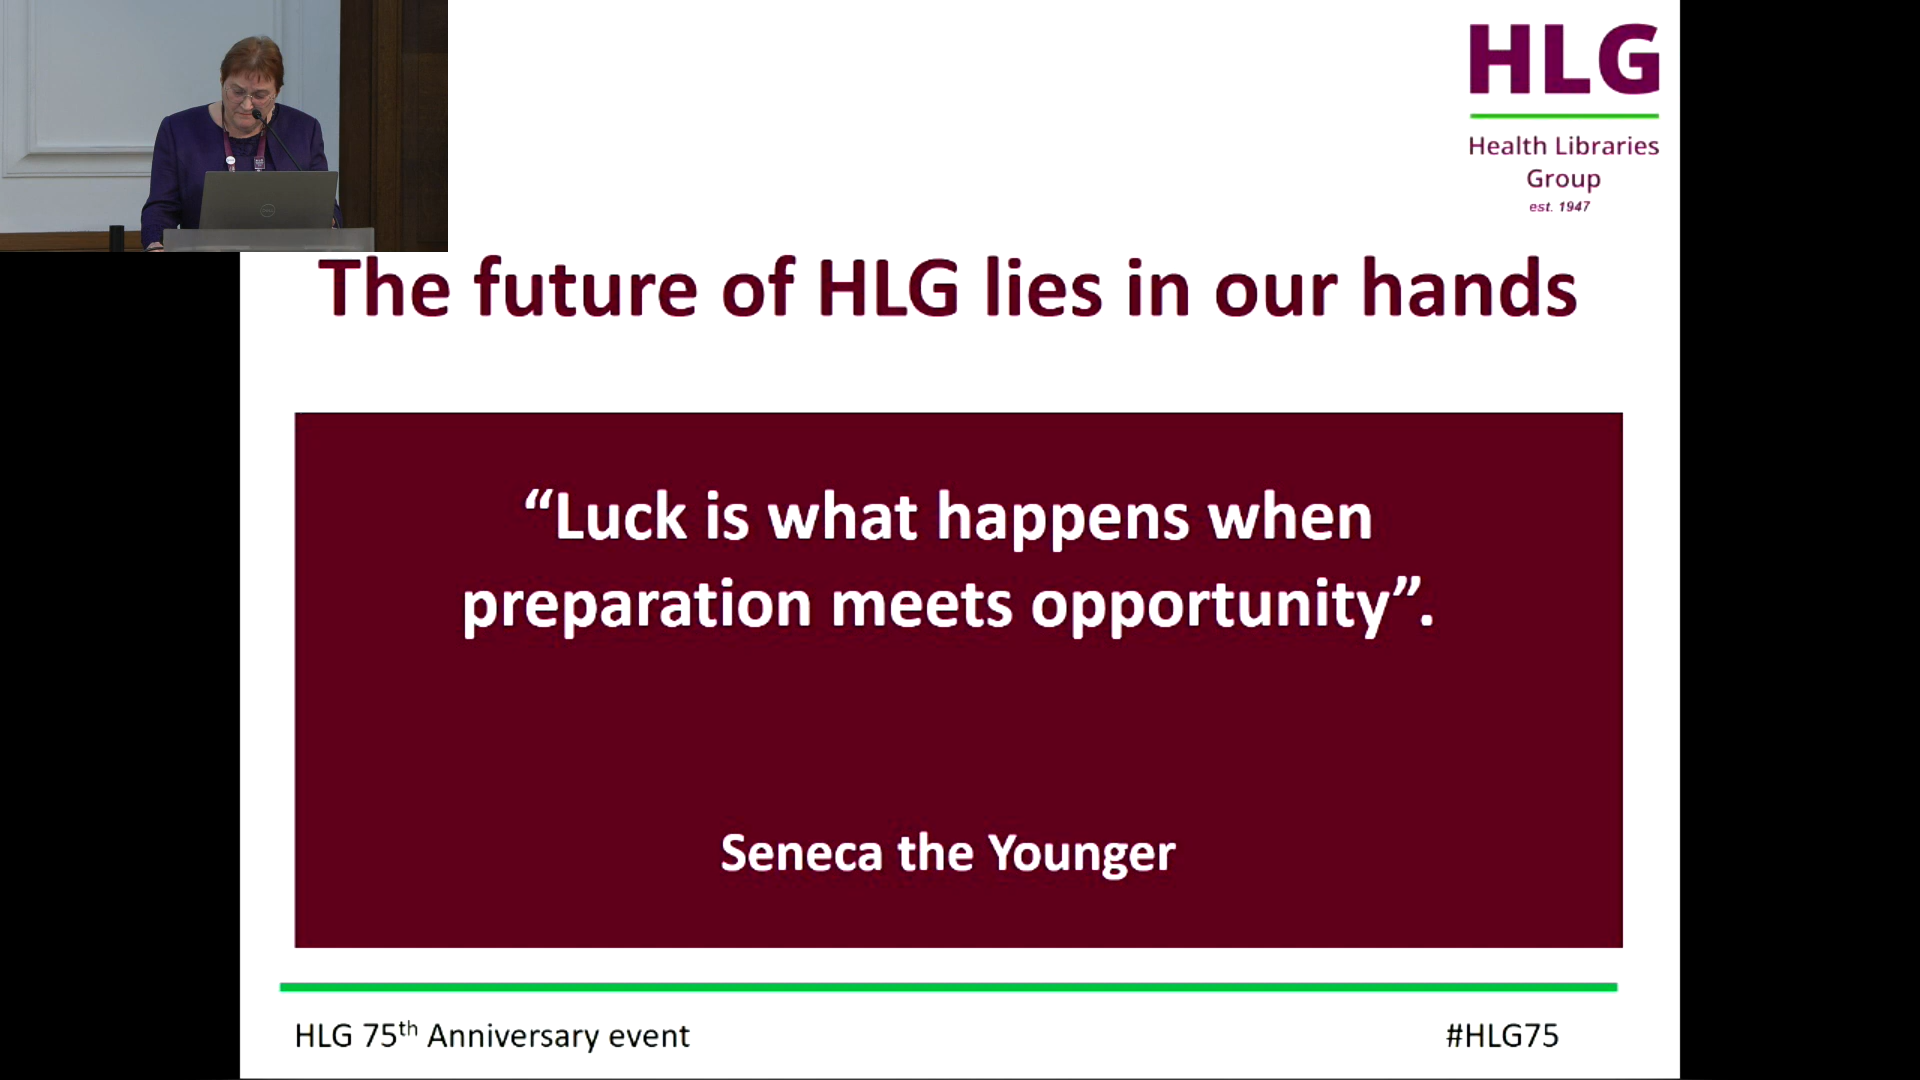 HLG
Health Libraries
Group
est. 1947
The future of HLG lies in our hands
“Luck is what happens when
preparation meets opportunity”.
Seneca the Younger
HLG 75th Anniversary event
#HLG75